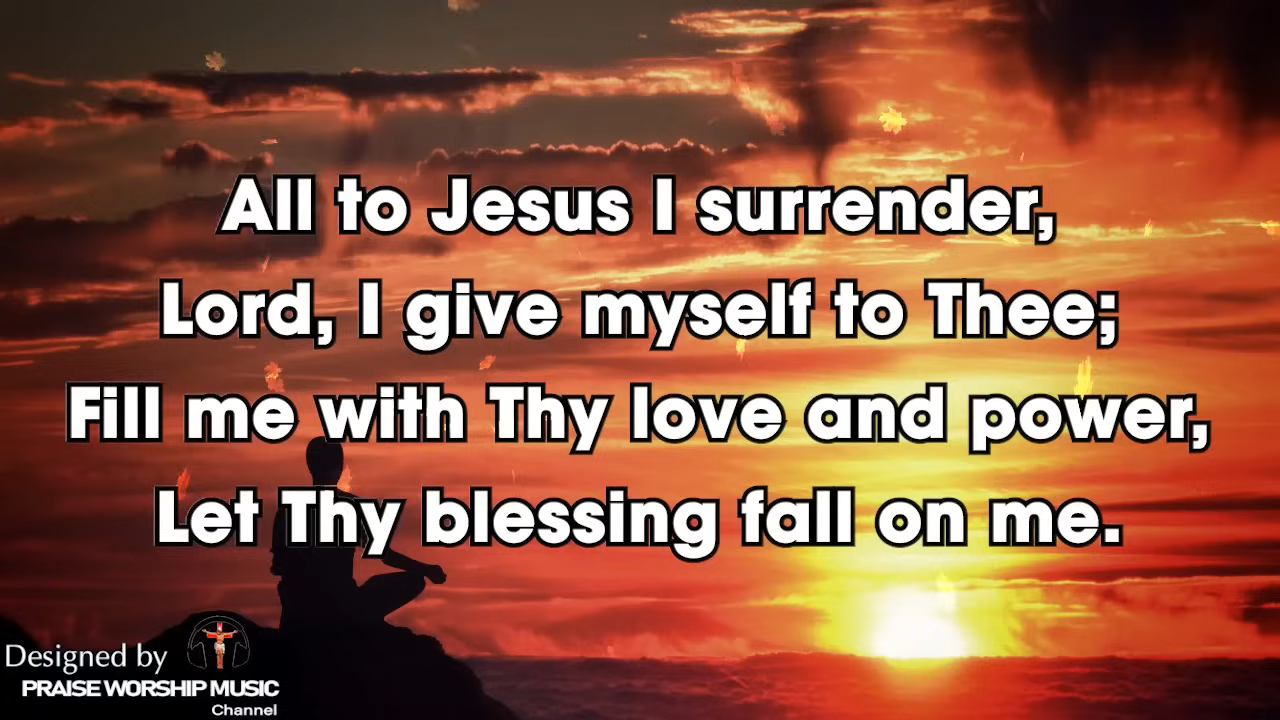 All to Jesus I surrender,
Lord, I give myself to Thee;
Fill me with Thy love and power,
Let Thy blessing fall on me.
Designed by
PRAISE WORSHIP MUSIC
Channel